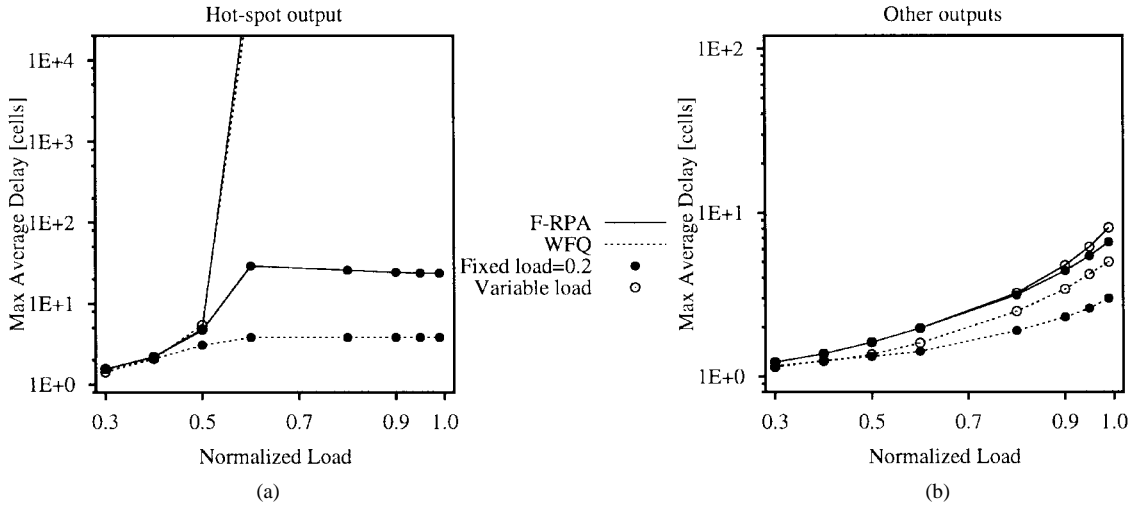 Hot-spot output
1E+4
1E+3
1E+2
1E+1
1E+0
Max Average Delay [cells]
0.3
0.5
0.7
0.9
1.0
Normalized Load
(a)
F-RPA
WFQ
Fixed load=0.2
Variable load
Other outputs
1E+2
1E+1
1E+0
Max Average Delay [cells]
0.3
0.5
0.7
0.9
1.0
Normalized Load
(b)